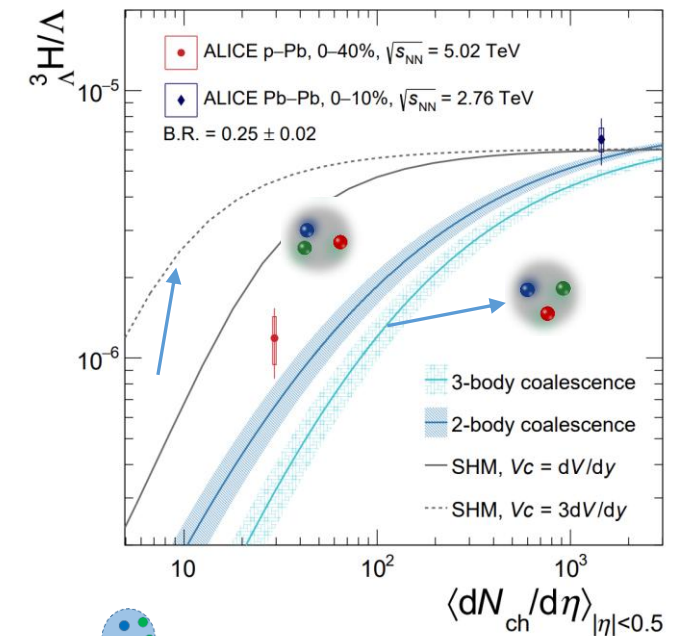 ³ΛH/Λ
ALICE p–Pb, 0–40%, √sNN = 5.02 TeV
ALICE Pb–Pb, 0–10%, √sNN = 2.76 TeV
B.R. = 0.25 ± 0.02
10⁻⁵
10⁻⁶
3-body coalescence
2-body coalescence
SHM, Vc = dV/dy
SHM, Vc = 3dV/dy
10 10² 10³
⟨dNch/dη⟩|η|<0.5